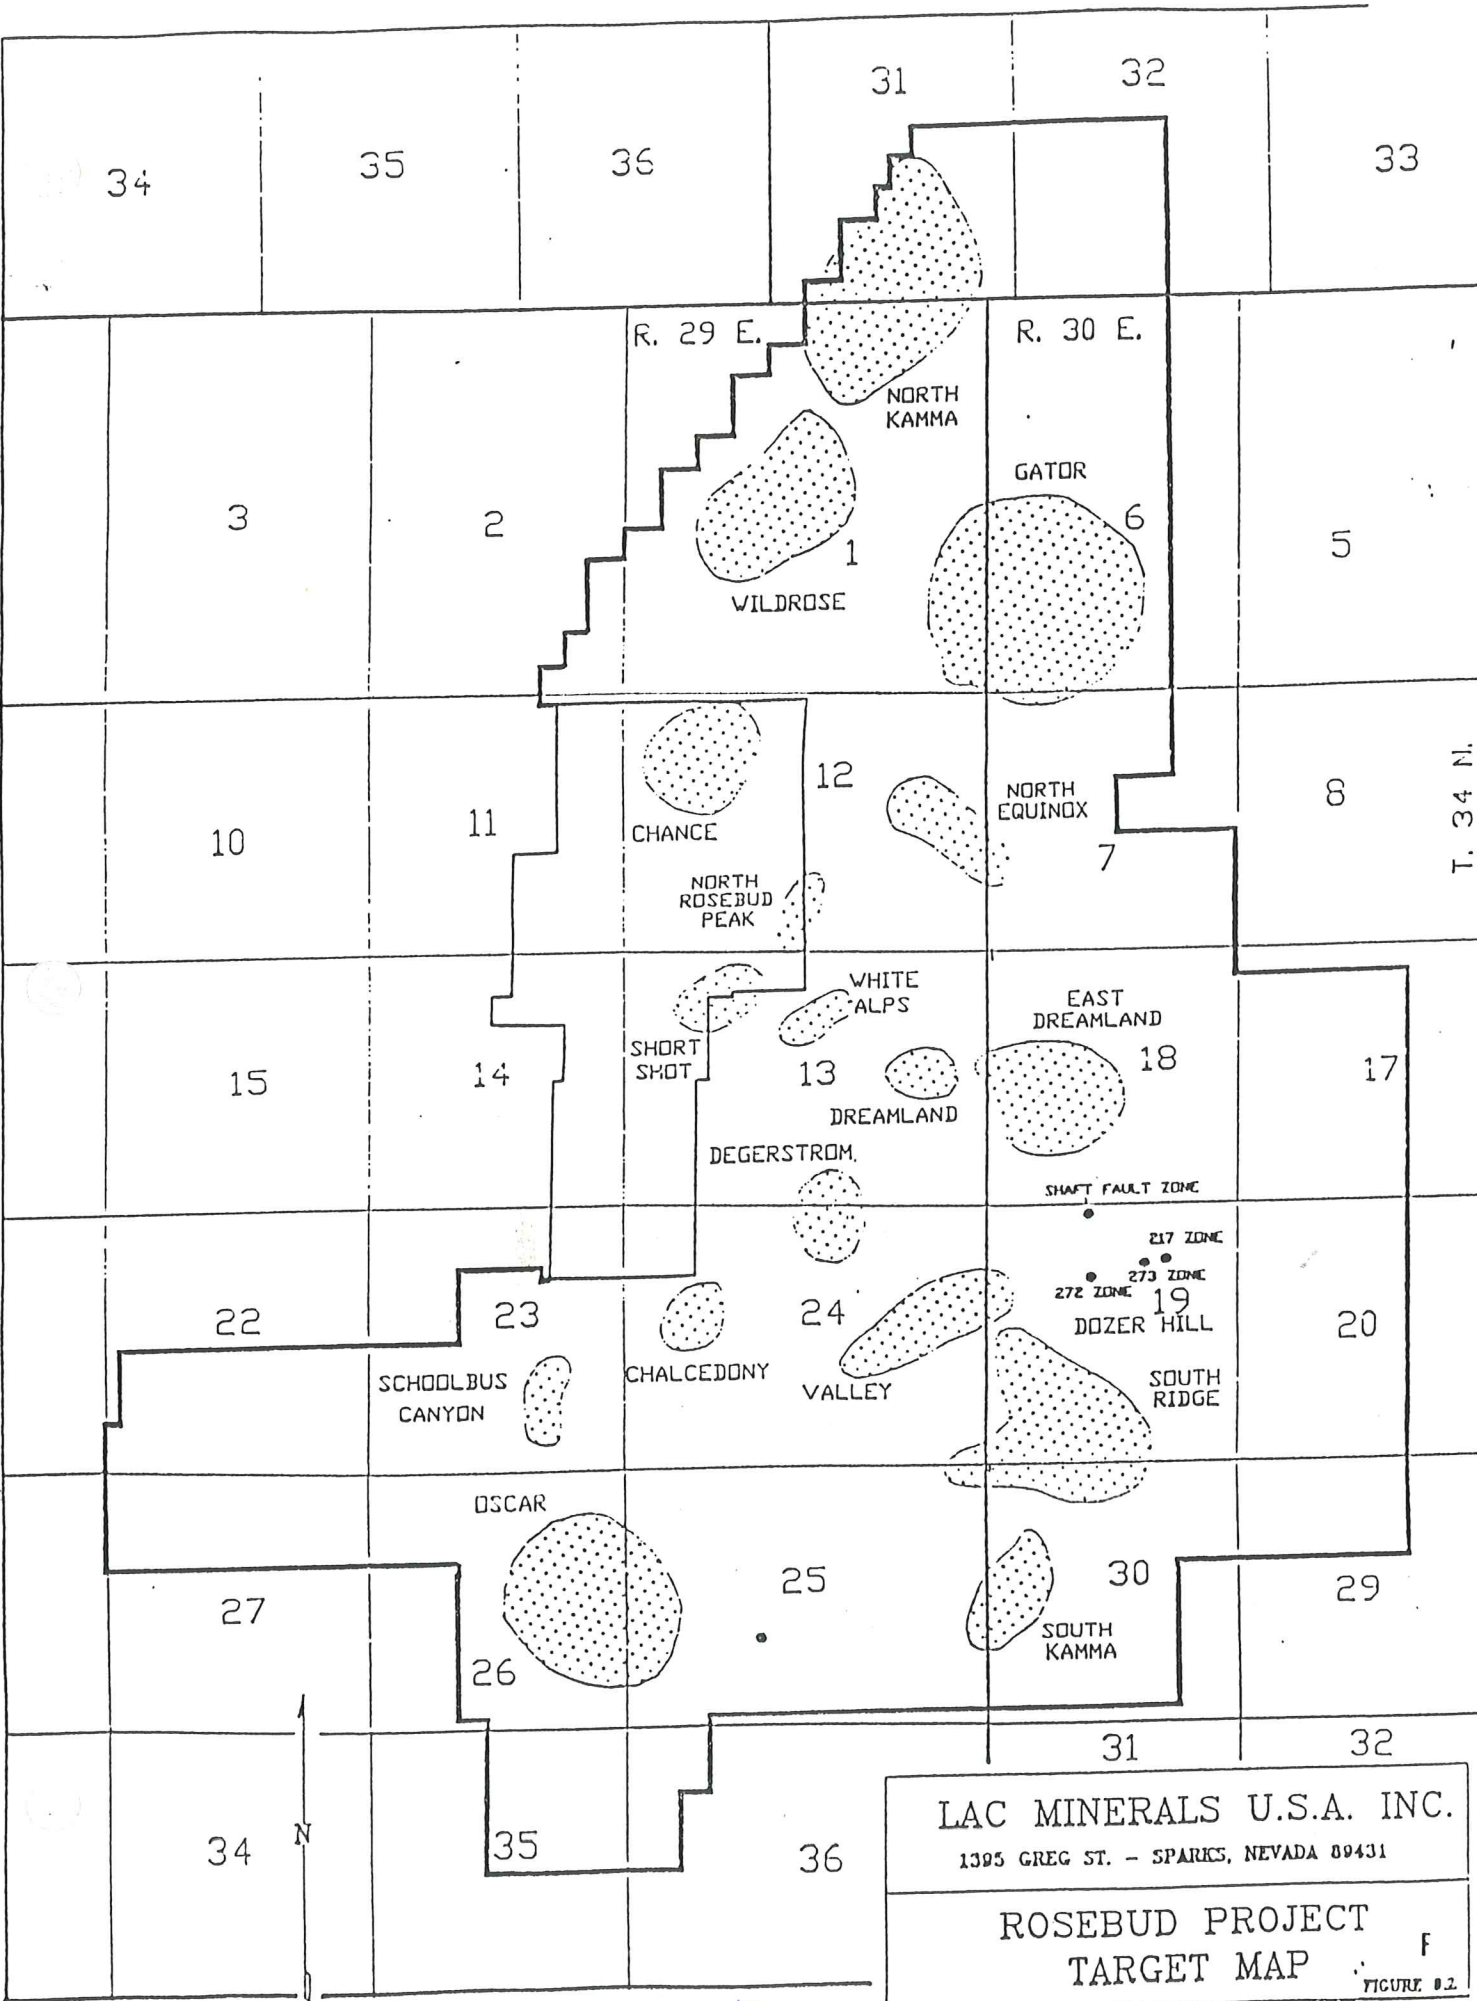 31
32
34
35
36
33
R. 29 E.
R. 30 E.
NORTH
KAMMA
GATOR
3
2
6
5
1
WILDROSE
T. 34 N.
12
NORTH
EQUINOX
8
10
11
CHANCE
7
NORTH
ROSEBUD
PEAK
WHITE
ALPS
EAST
DREAMLAND
SHORT
SHOT
15
14
13
18
17
DREAMLAND
DEGERSTROM
SHAFT FAULT ZONE
217 ZONE
273 ZONE
272 ZONE
19
DOZER HILL
22
23
24
20
CHALCEDONY
VALLEY
SCHOOLBUS
CANYON
SOUTH
RIDGE
OSCAR
25
30
29
27
SOUTH
KAMMA
26
31
32
N
34
35
36
LAC MINERALS U.S.A. INC.
1395 GREG ST. - SPARKS, NEVADA 89431
ROSEBUD PROJECT
TARGET MAP
F
FIGURE